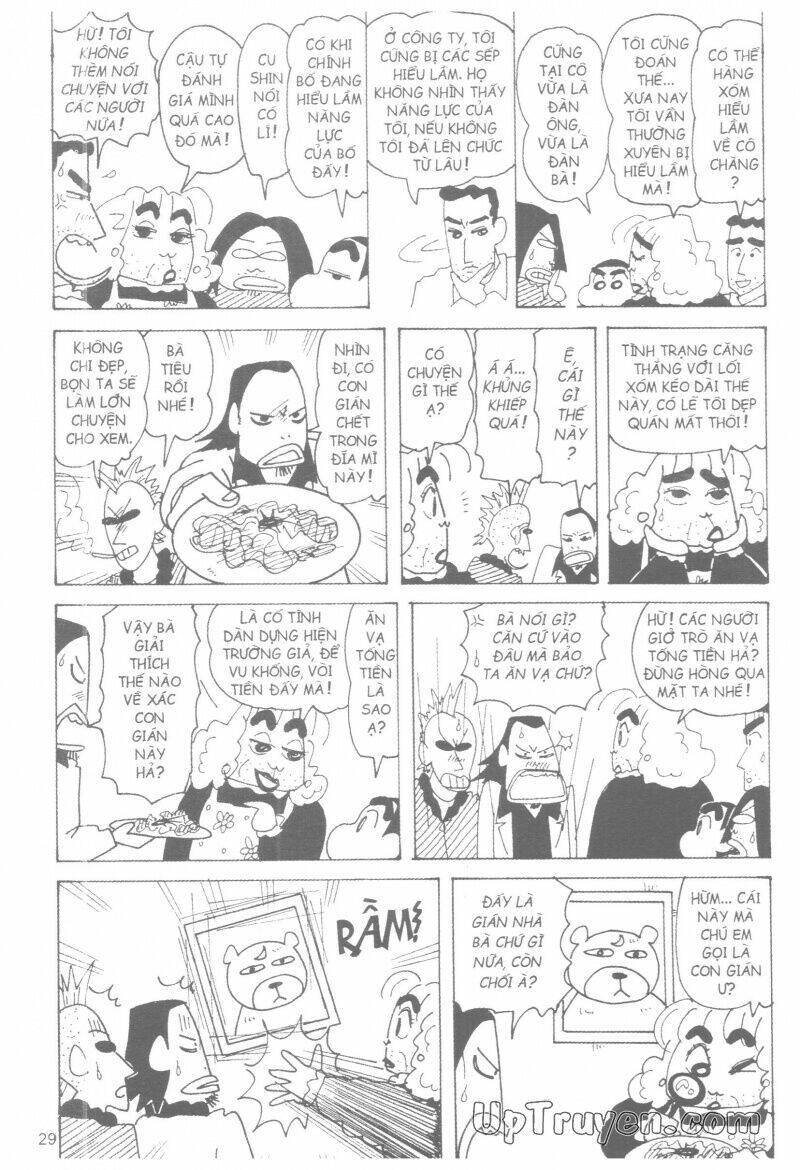 CÓ THỂ
HÀNG
XÓM
HIỂU
LẦM
VỀ CÔ
CHĂNG
?
TÔI CŨNG
ĐOÁN
THẾ...
XƯA NAY
TÔI VẪN
THƯỜNG
XUYÊN BỊ
HIỂU LẦM
MÀ!
CŨNG
TẠI CÔ
VỪA LÀ
ĐÀN
ÔNG,
VỪA LÀ
ĐÀN
BÀ!
Ở CÔNG TY, TÔI
CŨNG BỊ CÁC SẾP
HIỂU LẦM. HỌ
KHÔNG NHÌN THẤY
NĂNG LỰC CỦA
TÔI, NẾU KHÔNG
TÔI ĐÃ LÊN CHỨC
TỪ LÂU!
CÓ KHI
CHÍNH
BỐ ĐANG
HIỂU LẦM
NĂNG
LỰC
CỦA BỐ
ĐẤY!
CU
SHIN
NÓI
CÓ
LÍ!
CẬU TỰ
ĐÁNH
GIÁ MÌNH
QUÁ CAO
ĐÓ MÀ!
HỪ! TÔI
KHÔNG
THÈM NÓI
CHUYỆN VỚI
CÁC NGƯỜI
NỮA!
TÌNH TRẠNG CĂNG
THẲNG VỚI LỐI
XÓM KÉO DÀI THẾ
NÀY, CÓ LẼ TÔI DẸP
QUÁN MẤT THÔI!
Ê,
CÁI GÌ
THẾ
NÀY
?
Á Á...
KHỦNG
KHIẾP
QUÁ!
CÓ
CHUYỆN
GÌ THẾ
Ạ?
NHÌN
ĐI, CÓ
CON
GIÁN
CHẾT
TRONG
ĐĨA MÌ
NÀY!
BÀ
TIÊU
RỒI
NHÉ!
KHÔNG
CHI ĐẸP,
BỌN TA SẼ
LÀM LỚN
CHUYỆN
CHO XEM.
HỪ! CÁC NGƯỜI
GIỞ TRÒ ĂN VẠ
TỐNG TIỀN HẢ?
ĐỪNG HÒNG QUA
MẶT TA NHÉ!
BÀ NÓI GÌ?
CĂN CỨ VÀO
ĐÂU MÀ BẢO
TA ĂN VẠ CHỨ?
ĂN
VẠ
TỐNG
TIỀN
LÀ
SAO
Ạ?
LÀ CỐ TÌNH
DÀN DỰNG HIỆN
TRƯỜNG GIẢ, ĐỂ
VU KHỐNG, VÒI
TIỀN ĐẤY MÀ!
VẬY BÀ
GIẢI
THÍCH
THẾ NÀO
VỀ XÁC
CON
GIÁN
NÀY
HẢ?
HỪM... CÁI
NÀY MÀ
CHÚ EM
GỌI LÀ
CON GIÁN
Ư?
ĐẤY LÀ
GIÁN NHÀ
BÀ CHỨ GÌ
NỮA, CÒN
CHỐI À?
RẦM!
29
UPTRUYEN.COM